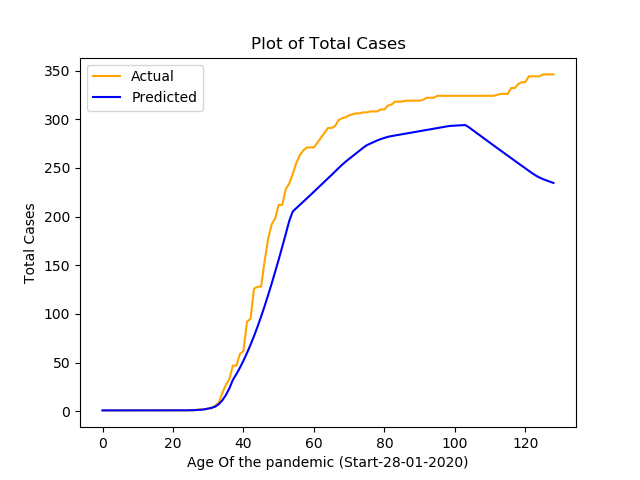 Plot of Total Cases
Actual
Predicted
350
300
250
200
150
100
50
0
Total Cases
0 20 40 60 80 100 120
Age Of the pandemic (Start-28-01-2020)